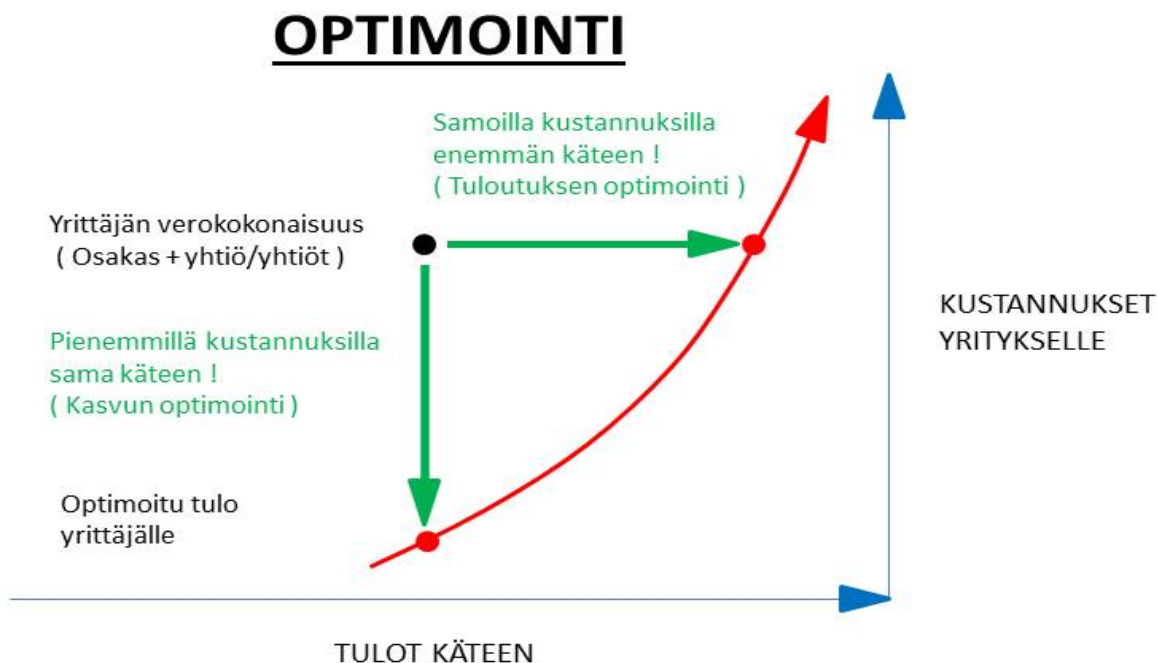 OPTIMOINTI
Samoilla kustannuksilla
enemmän käteen !
( Tuloutuksen optimointi )
Yrittäjän verokokonaisuus
( Osakas + yhtiö/yhtiöt )
Pienemmillä kustannuksilla
sama käteen !
( Kasvun optimointi )
KUSTANNUKSET
YRITYKSELLE
Optimoitu tulo
yrittäjälle
TULOT KÄTEEN